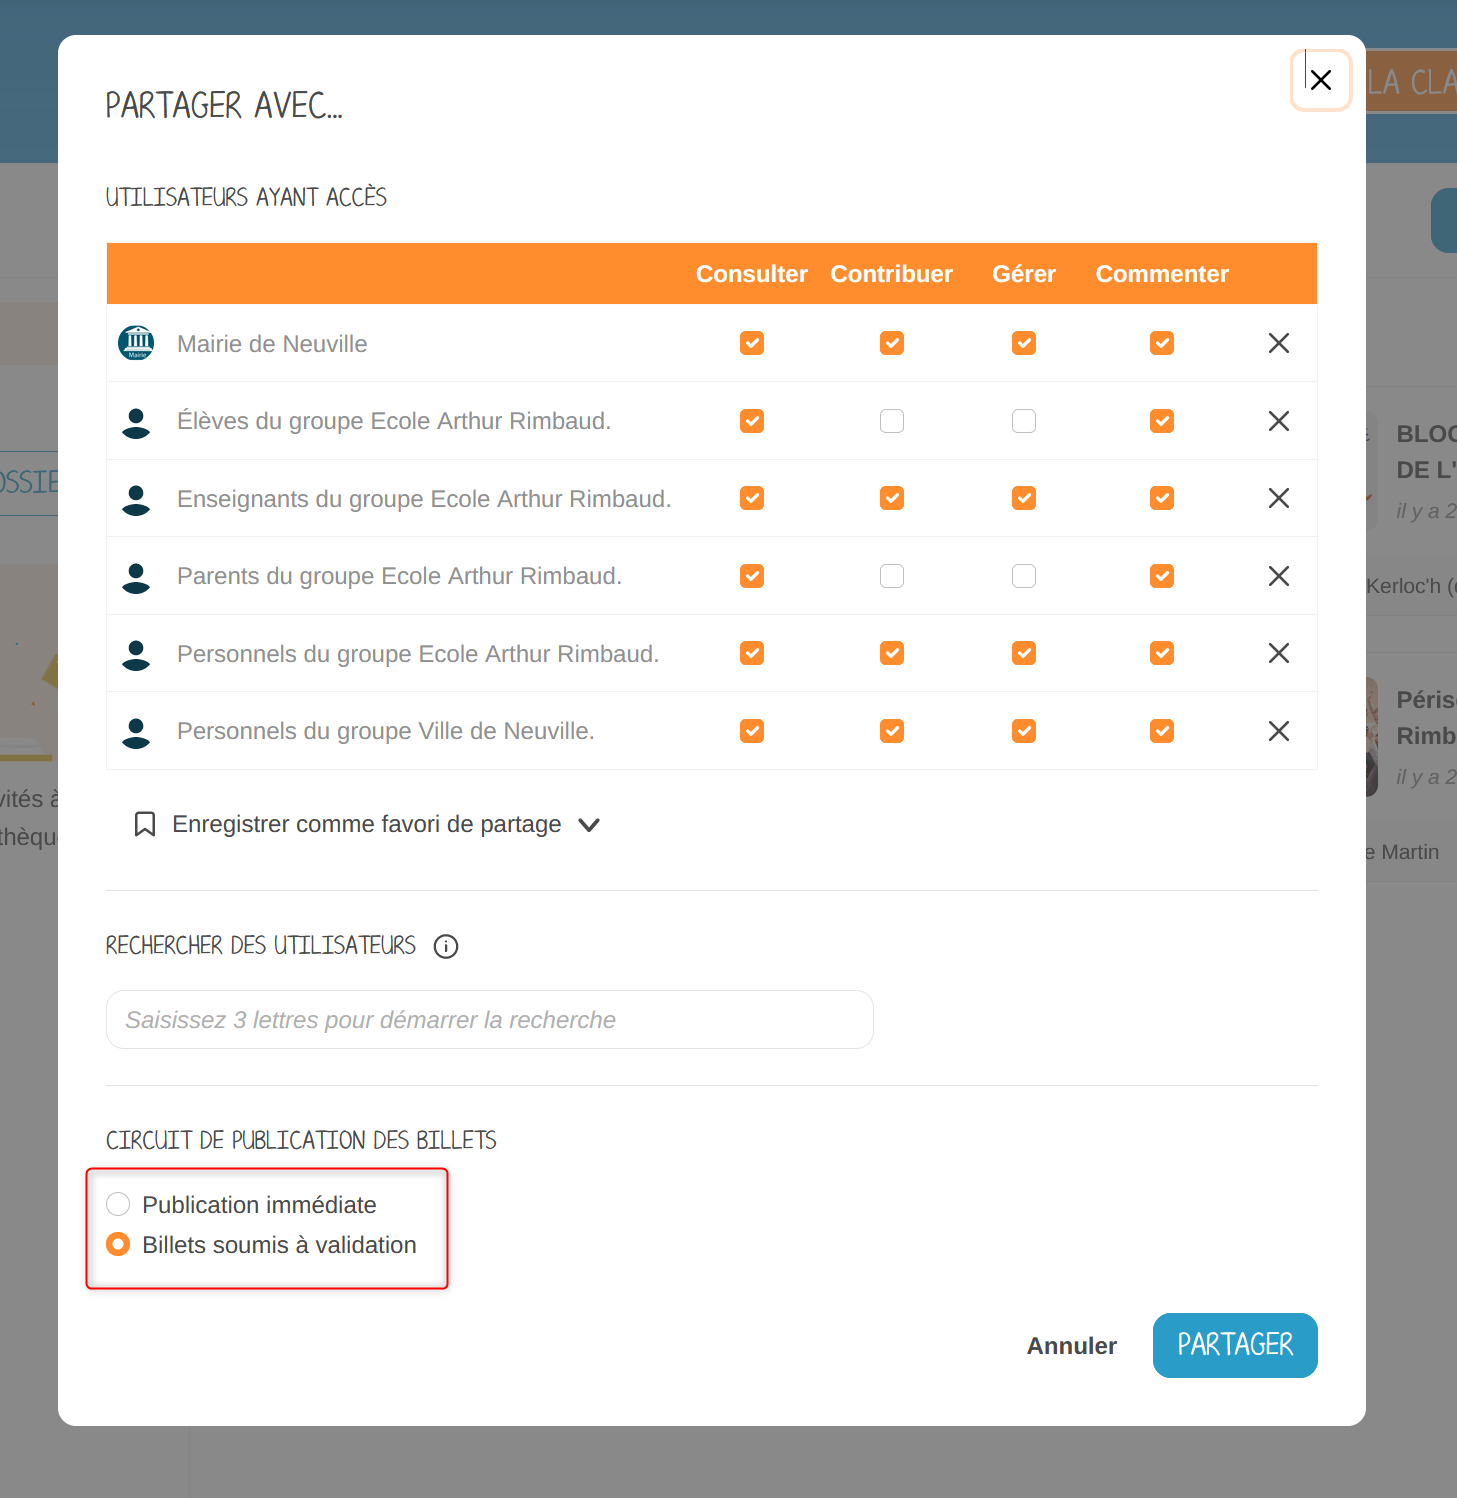 PARTAGER AVEC...
UTILISATEURS AYANT ACCÈS
Consulter Contribuer Gérer Commenter
Mairie
Mairie de Neuville
Élèves du groupe Ecole Arthur Rimbaud.
Enseignants du groupe Ecole Arthur Rimbaud.
Parents du groupe Ecole Arthur Rimbaud.
Personnels du groupe Ecole Arthur Rimbaud.
Personnels du groupe Ville de Neuville.
Enregistrer comme favori de partage
RECHERCHER DES UTILISATEURS
Saisissez 3 lettres pour démarrer la recherche
CIRCUIT DE PUBLICATION DES BILLETS
Publication immédiate
Billets soumis à validation
Annuler PARTAGER
LA CLA
OSSIE
vités à
thèqu
BLOC
DE L'
il y a 2
Kerloc'h (
Péris
Rimb
il y a 2
e Martin